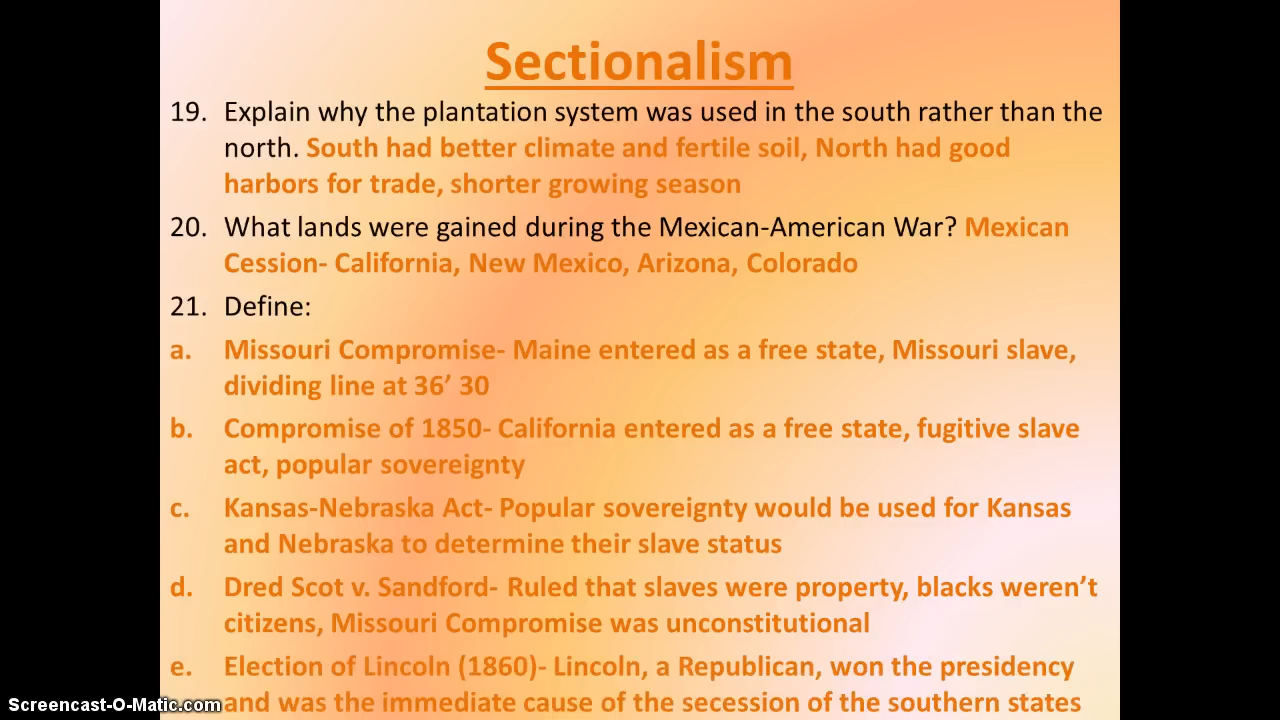 Sectionalism
19. Explain why the plantation system was used in the south rather than the
north. South had better climate and fertile soil, North had good
harbors for trade, shorter growing season
20. What lands were gained during the Mexican-American War? Mexican
Cession- California, New Mexico, Arizona, Colorado
21. Define:
a. Missouri Compromise- Maine entered as a free state, Missouri slave,
dividing line at 36’ 30
b. Compromise of 1850- California entered as a free state, fugitive slave
act, popular sovereignty
c. Kansas-Nebraska Act- Popular sovereignty would be used for Kansas
and Nebraska to determine their slave status
d. Dred Scot v. Sandford- Ruled that slaves were property, blacks weren’t
citizens, Missouri Compromise was unconstitutional
e. Election of Lincoln (1860)- Lincoln, a Republican, won the presidency
and was the immediate cause of the secession of the southern states
Screencast-O-Matic.com